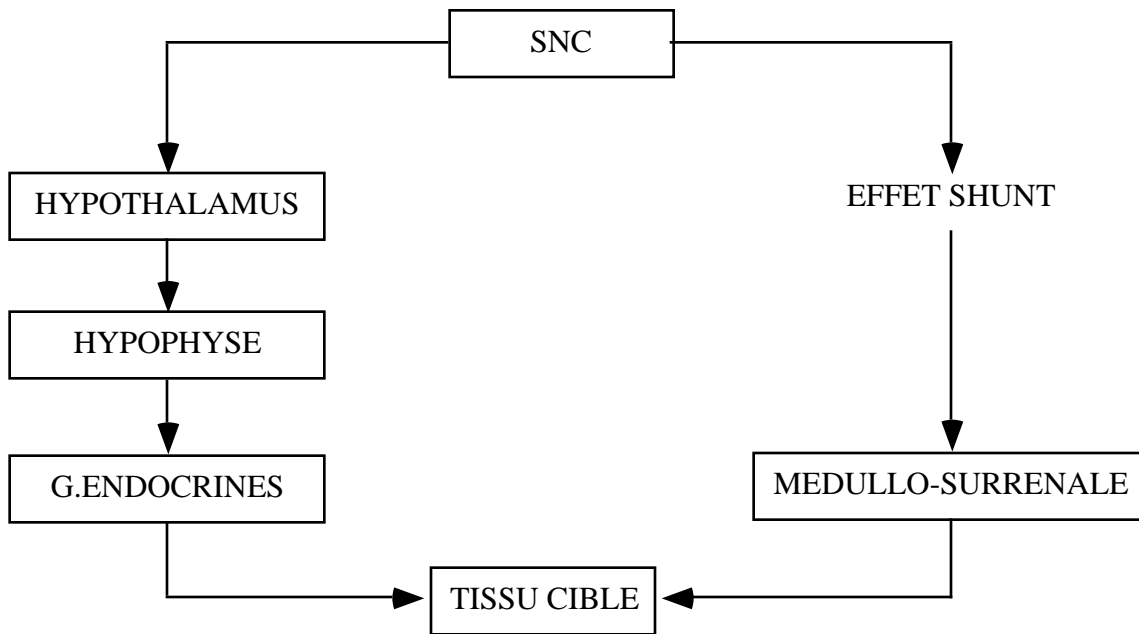 SNC
HYPOTHALAMUS
EFFET SHUNT
HYPOPHYSE
G.ENDOCRINES
MEDULLO-SURRENALE
TISSU CIBLE